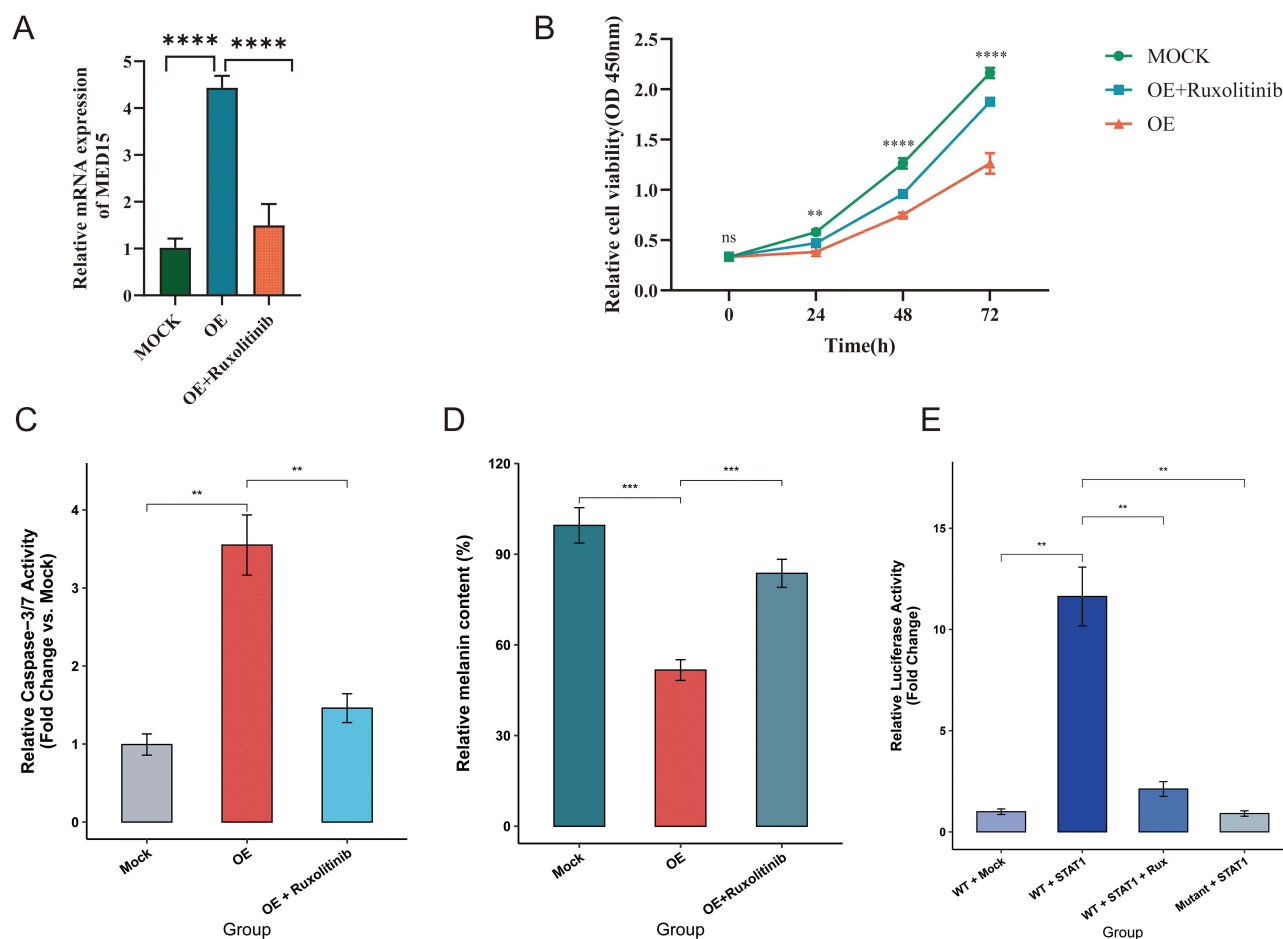 A
**** ****
Relative mRNA expression
of MED15
5
4
3
2
1
0
MOCK
OE
OE+Ruxolitinib
B
Relative cell viability(OD 450nm)
2.5
2.0
1.5
1.0
0.5
0.0
ns
**
****
****
0 24 48 72
Time(h)
MOCK
OE+Ruxolitinib
OE
C
Relative Caspase−3/7 Activity
(Fold Change vs. Mock)
4
3
2
1
0
**
**
Mock
OE
OE + Ruxolitinib
Group
D
Relative melanin content (%)
120
90
60
30
0
***
***
Mock
OE
OE+Ruxolitinib
Group
E
Relative Luciferase Activity
(Fold Change)
15
10
5
0
**
**
**
WT + Mock
WT + STAT1
WT + STAT1 + Rux
Mutant + STAT1
Group